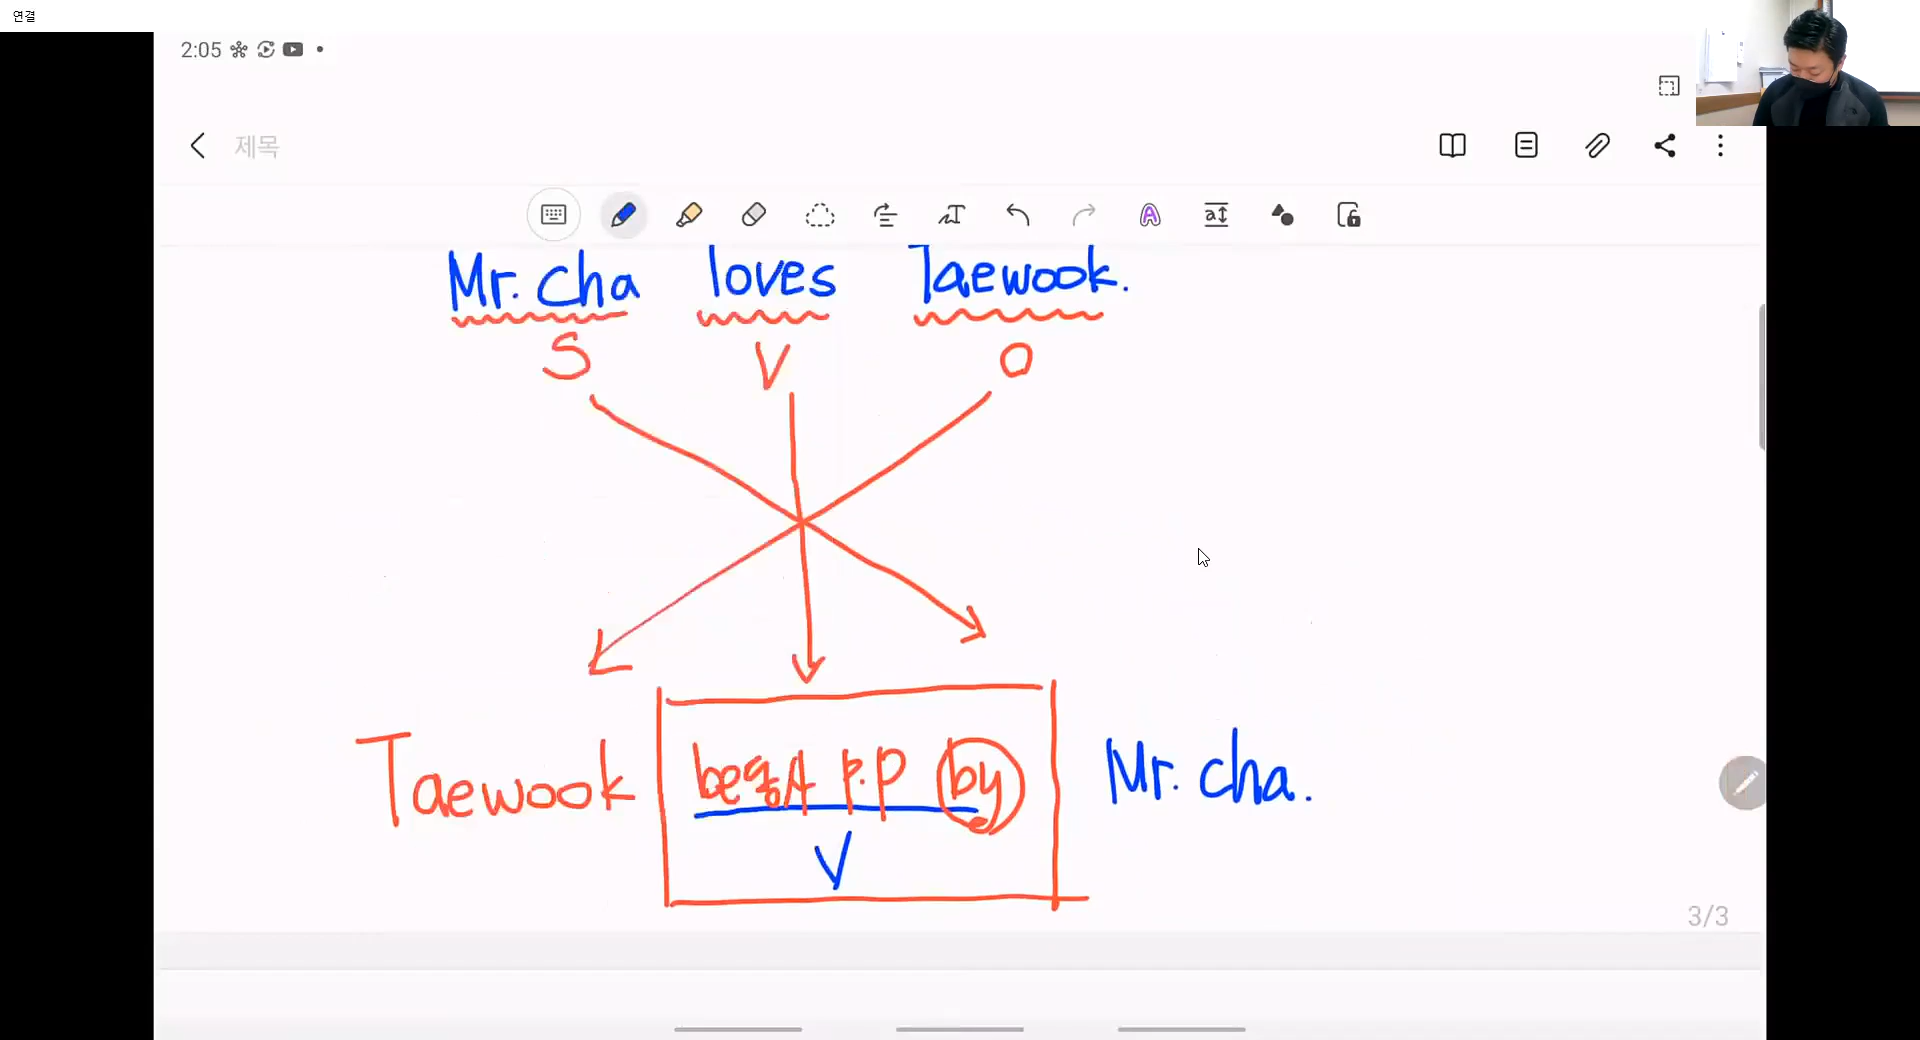 연결
2:05
제목
Mr. Cha loves Taewook.
S V O
Taewook be동사 p.p by Mr. Cha.
V
3/3